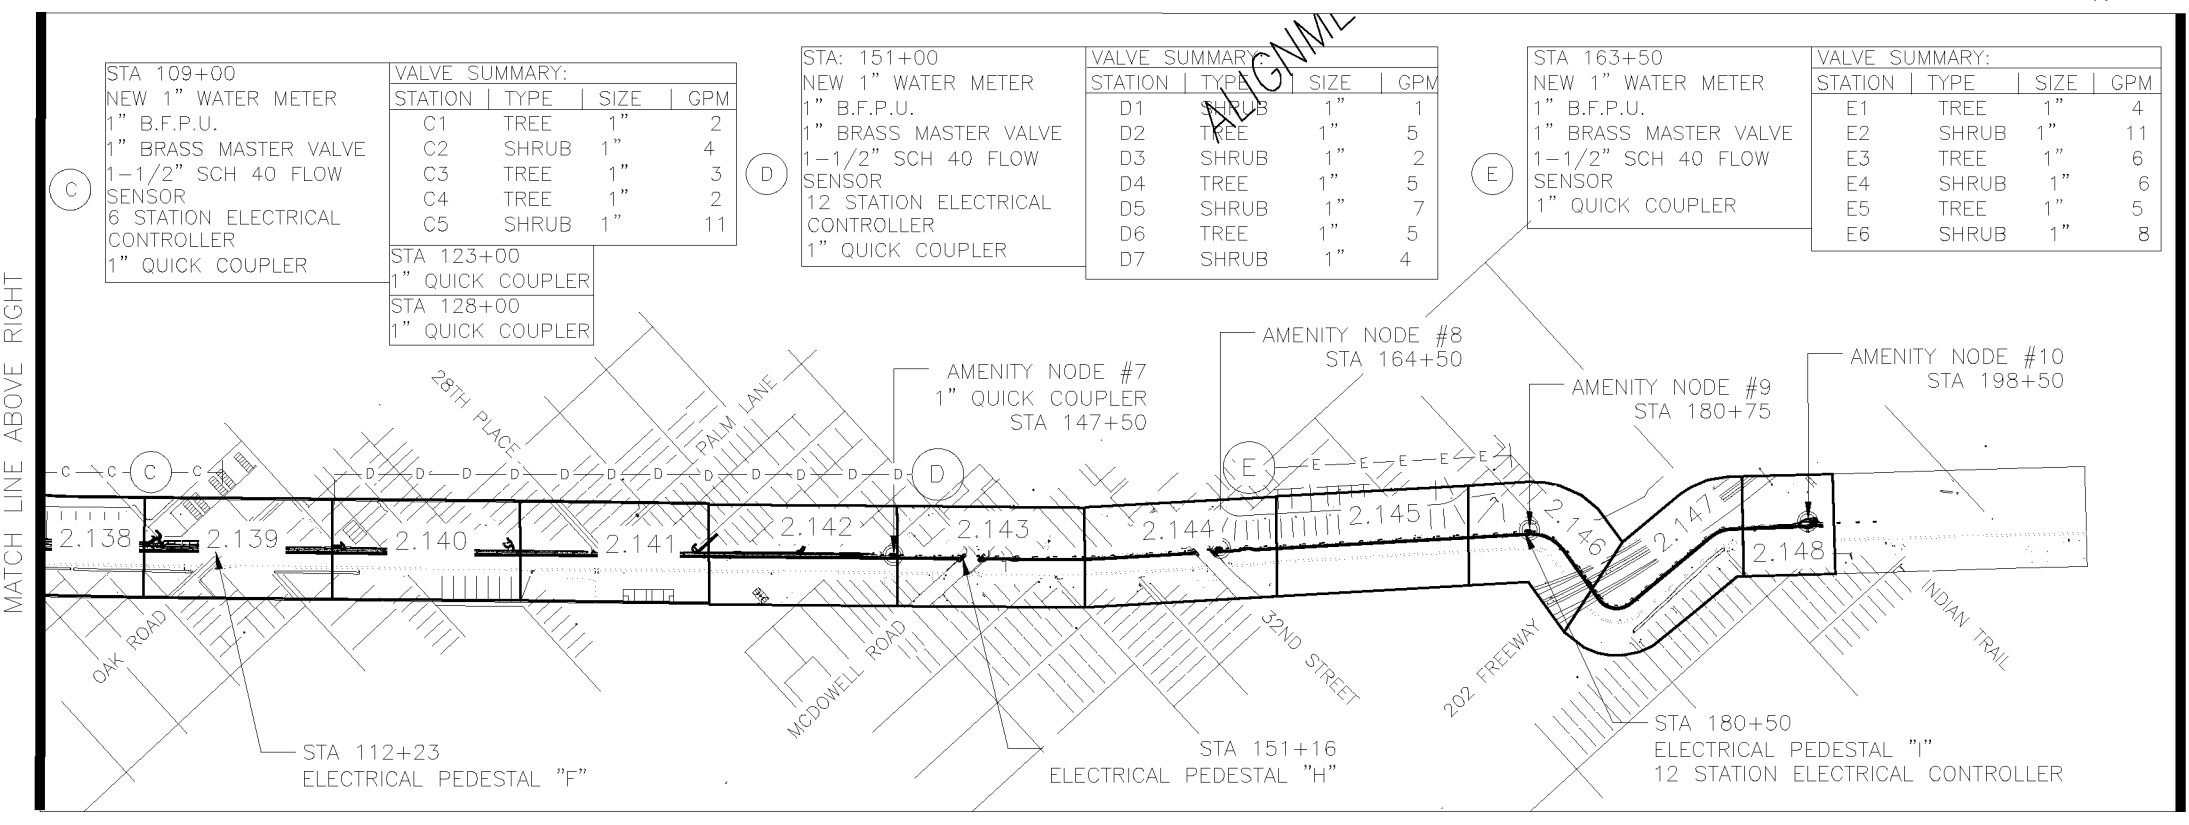 ALIGNME
STA 109+00
NEW 1" WATER METER
1" B.F.P.U.
1" BRASS MASTER VALVE
1-1/2" SCH 40 FLOW
SENSOR
6 STATION ELECTRICAL
CONTROLLER
1" QUICK COUPLER
C
VALVE SUMMARY:
STATION TYPE SIZE GPM
C1 TREE 1" 2
C2 SHRUB 1" 4
C3 TREE 1" 3
C4 TREE 1" 2
C5 SHRUB 1" 11
STA 123+00
1" QUICK COUPLER
STA 128+00
1" QUICK COUPLER
D
STA: 151+00
NEW 1" WATER METER
1" B.F.P.U.
1" BRASS MASTER VALVE
1-1/2" SCH 40 FLOW
SENSOR
12 STATION ELECTRICAL
CONTROLLER
1" QUICK COUPLER
VALVE SUMMARY:
STATION TYPE SIZE GPM
D1 SHRUB 1" 1
D2 TREE 1" 5
D3 SHRUB 1" 2
D4 TREE 1" 5
D5 SHRUB 1" 7
D6 TREE 1" 5
D7 SHRUB 1" 4
E
STA 163+50
NEW 1" WATER METER
1" B.F.P.U.
1" BRASS MASTER VALVE
1-1/2" SCH 40 FLOW
SENSOR
1" QUICK COUPLER
VALVE SUMMARY:
STATION TYPE SIZE GPM
E1 TREE 1" 4
E2 SHRUB 1" 11
E3 TREE 1" 6
E4 SHRUB 1" 6
E5 TREE 1" 5
E6 SHRUB 1" 8
MATCH LINE ABOVE RIGHT
AMENITY NODE #7
1" QUICK COUPLER
STA 147+50
AMENITY NODE #8
STA 164+50
AMENITY NODE #9
STA 180+75
AMENITY NODE #10
STA 198+50
28TH PLACE
PALM LANE
C C C C C
D D D D D D D D D D D D D
E E E E E E
2.138
2.139
2.140
2.141
2.142
2.143
2.144
2.145
2.146
2.147
2.148
OAK ROAD
MCDOWELL ROAD
32ND STREET
202 FREEWAY
INDIAN TRAIL
STA 112+23
ELECTRICAL PEDESTAL "F"
STA 151+16
ELECTRICAL PEDESTAL "H"
STA 180+50
ELECTRICAL PEDESTAL "I"
12 STATION ELECTRICAL CONTROLLER